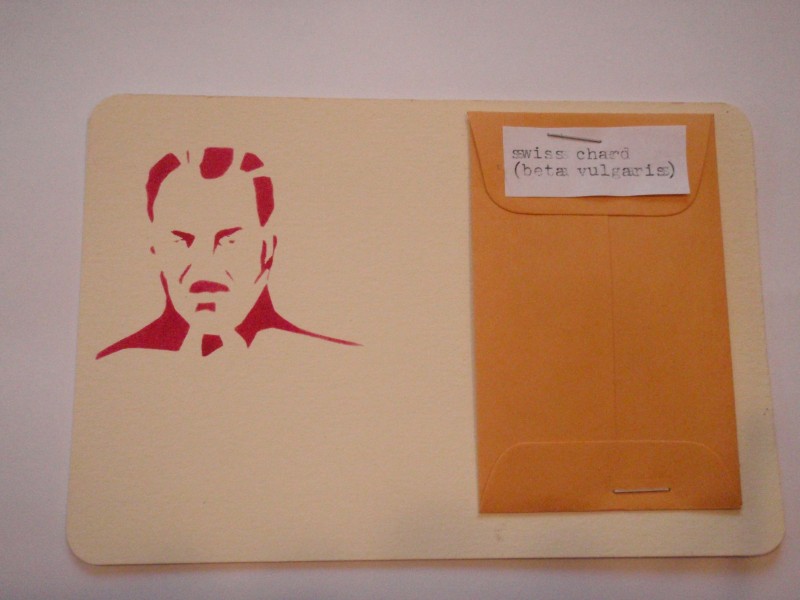 swiss chard
(beta vulgaris)